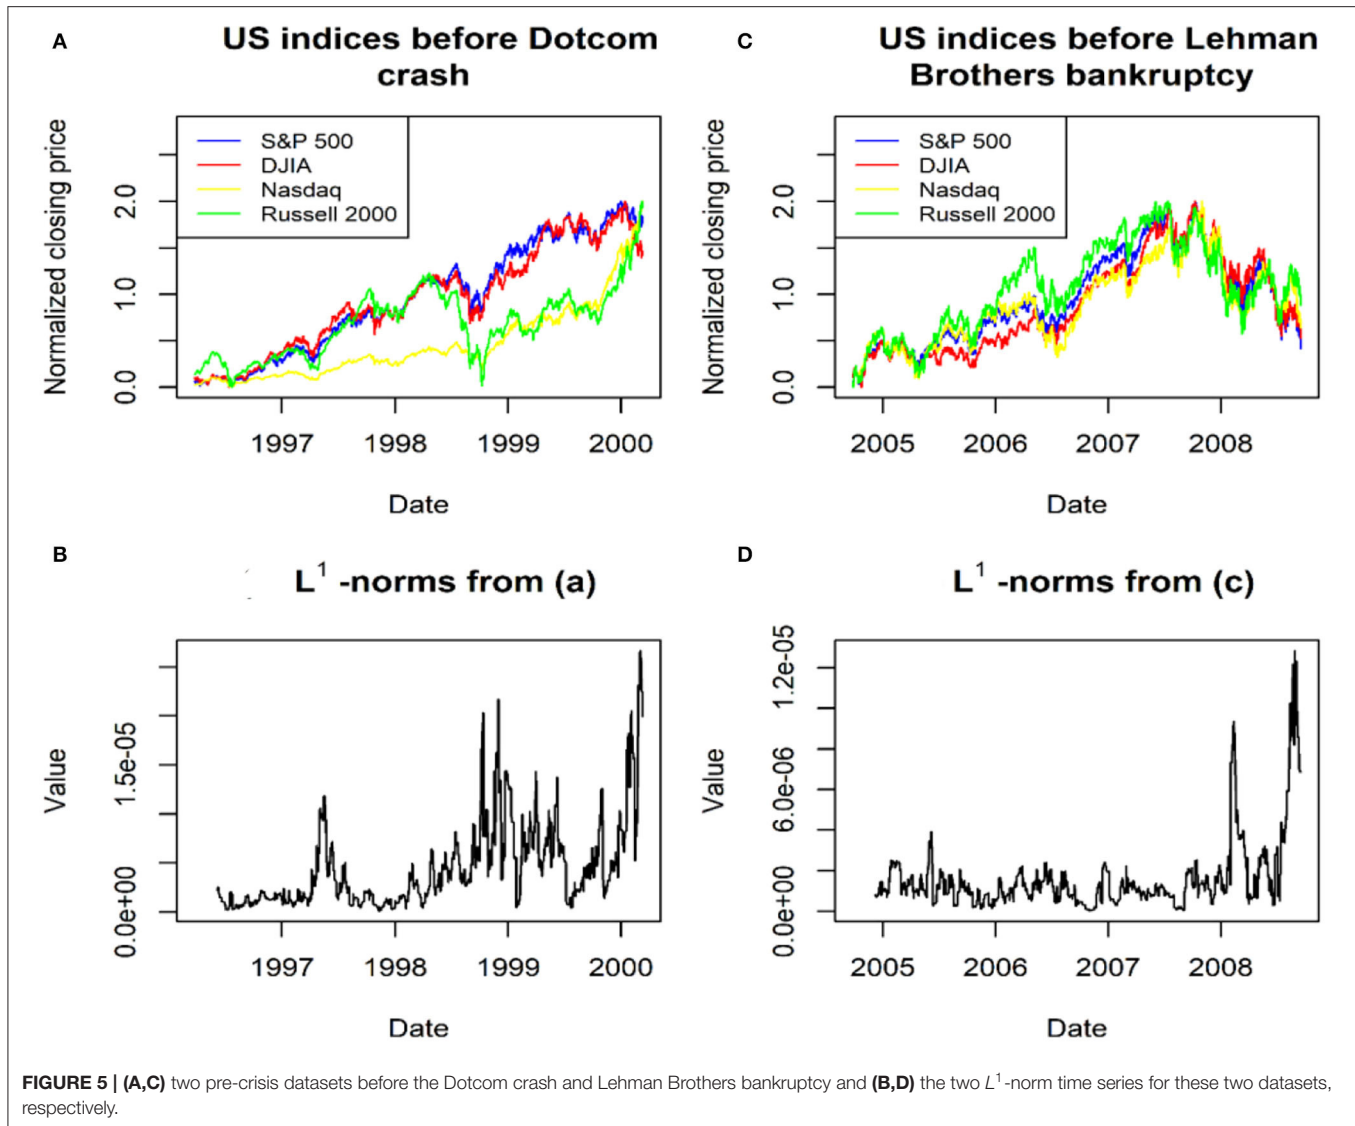 A
US indices before Dotcom
crash
Normalized closing price
2.0
1.0
0.0
S&P 500
DJIA
Nasdaq
Russell 2000
1997 1998 1999 2000
Date
C
US indices before Lehman
Brothers bankruptcy
Normalized closing price
2.0
1.0
0.0
S&P 500
DJIA
Nasdaq
Russell 2000
2005 2006 2007 2008
Date
B
L¹ -norms from (a)
Value
1.5e-05
0.0e+00
1997 1998 1999 2000
Date
D
L¹ -norms from (c)
Value
1.2e-05
6.0e-06
0.0e+00
2005 2006 2007 2008
Date
FIGURE 5 | (A,C) two pre-crisis datasets before the Dotcom crash and Lehman Brothers bankruptcy and (B,D) the two L¹-norm time series for these two datasets,
respectively.